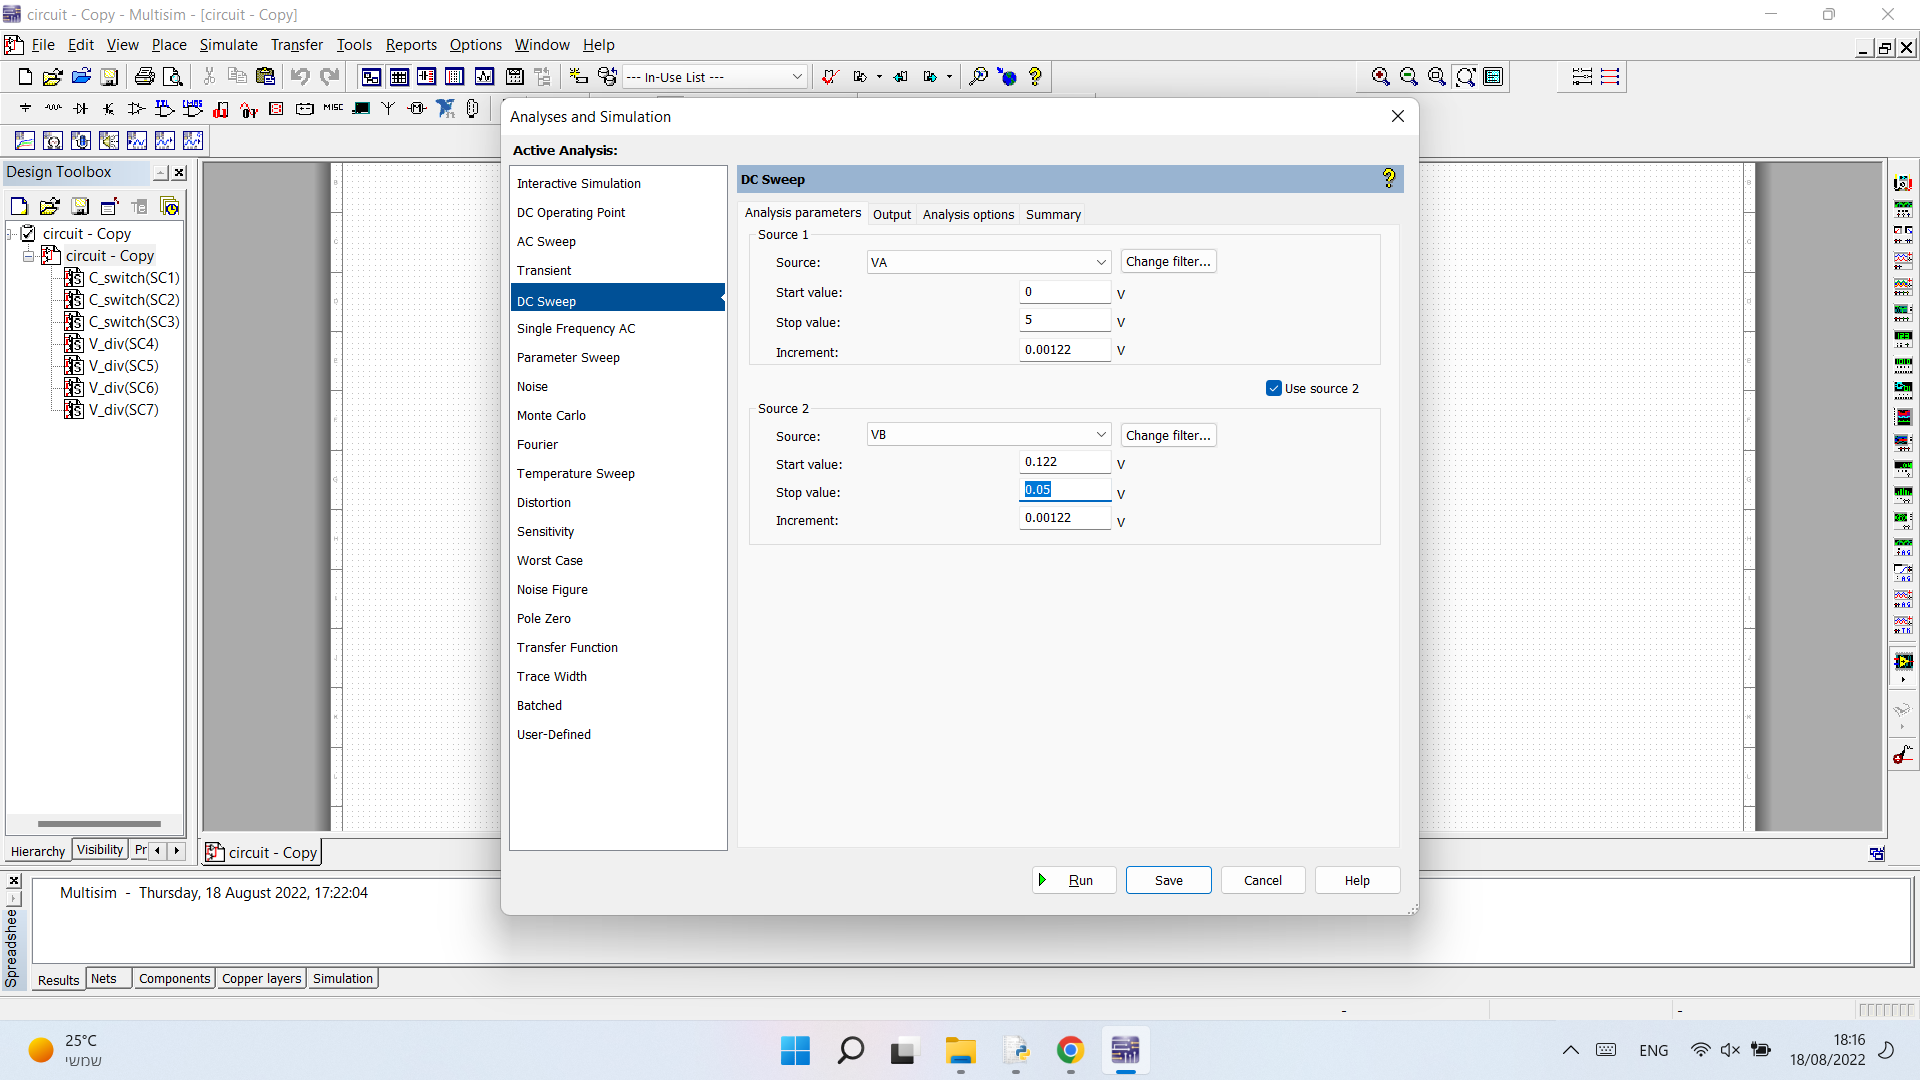 circuit - Copy - Multisim - [circuit - Copy]
File Edit View Place Simulate Transfer Tools Reports Options Window Help
--- In-Use List ---
MISC
Design Toolbox
circuit - Copy
circuit - Copy
C_switch(SC1)
C_switch(SC2)
C_switch(SC3)
V_div(SC4)
V_div(SC5)
V_div(SC6)
V_div(SC7)
Hierarchy Visibility Pr
Analyses and Simulation
Active Analysis:
Interactive Simulation
DC Operating Point
AC Sweep
Transient
DC Sweep
Single Frequency AC
Parameter Sweep
Noise
Monte Carlo
Fourier
Temperature Sweep
Distortion
Sensitivity
Worst Case
Noise Figure
Pole Zero
Transfer Function
Trace Width
Batched
User-Defined
DC Sweep
Analysis parameters Output Analysis options Summary
Source 1
Source: VA Change filter...
Start value: 0 V
Stop value: 5 V
Increment: 0.00122 V
Use source 2
Source 2
Source: VB Change filter...
Start value: 0.122 V
Stop value: 0.05 V
Increment: 0.00122 V
Run Save Cancel Help
circuit - Copy
Multisim - Thursday, 18 August 2022, 17:22:04
Spreadshee
Results Nets Components Copper layers Simulation
25°C
שמשי
ENG
18:16
18/08/2022